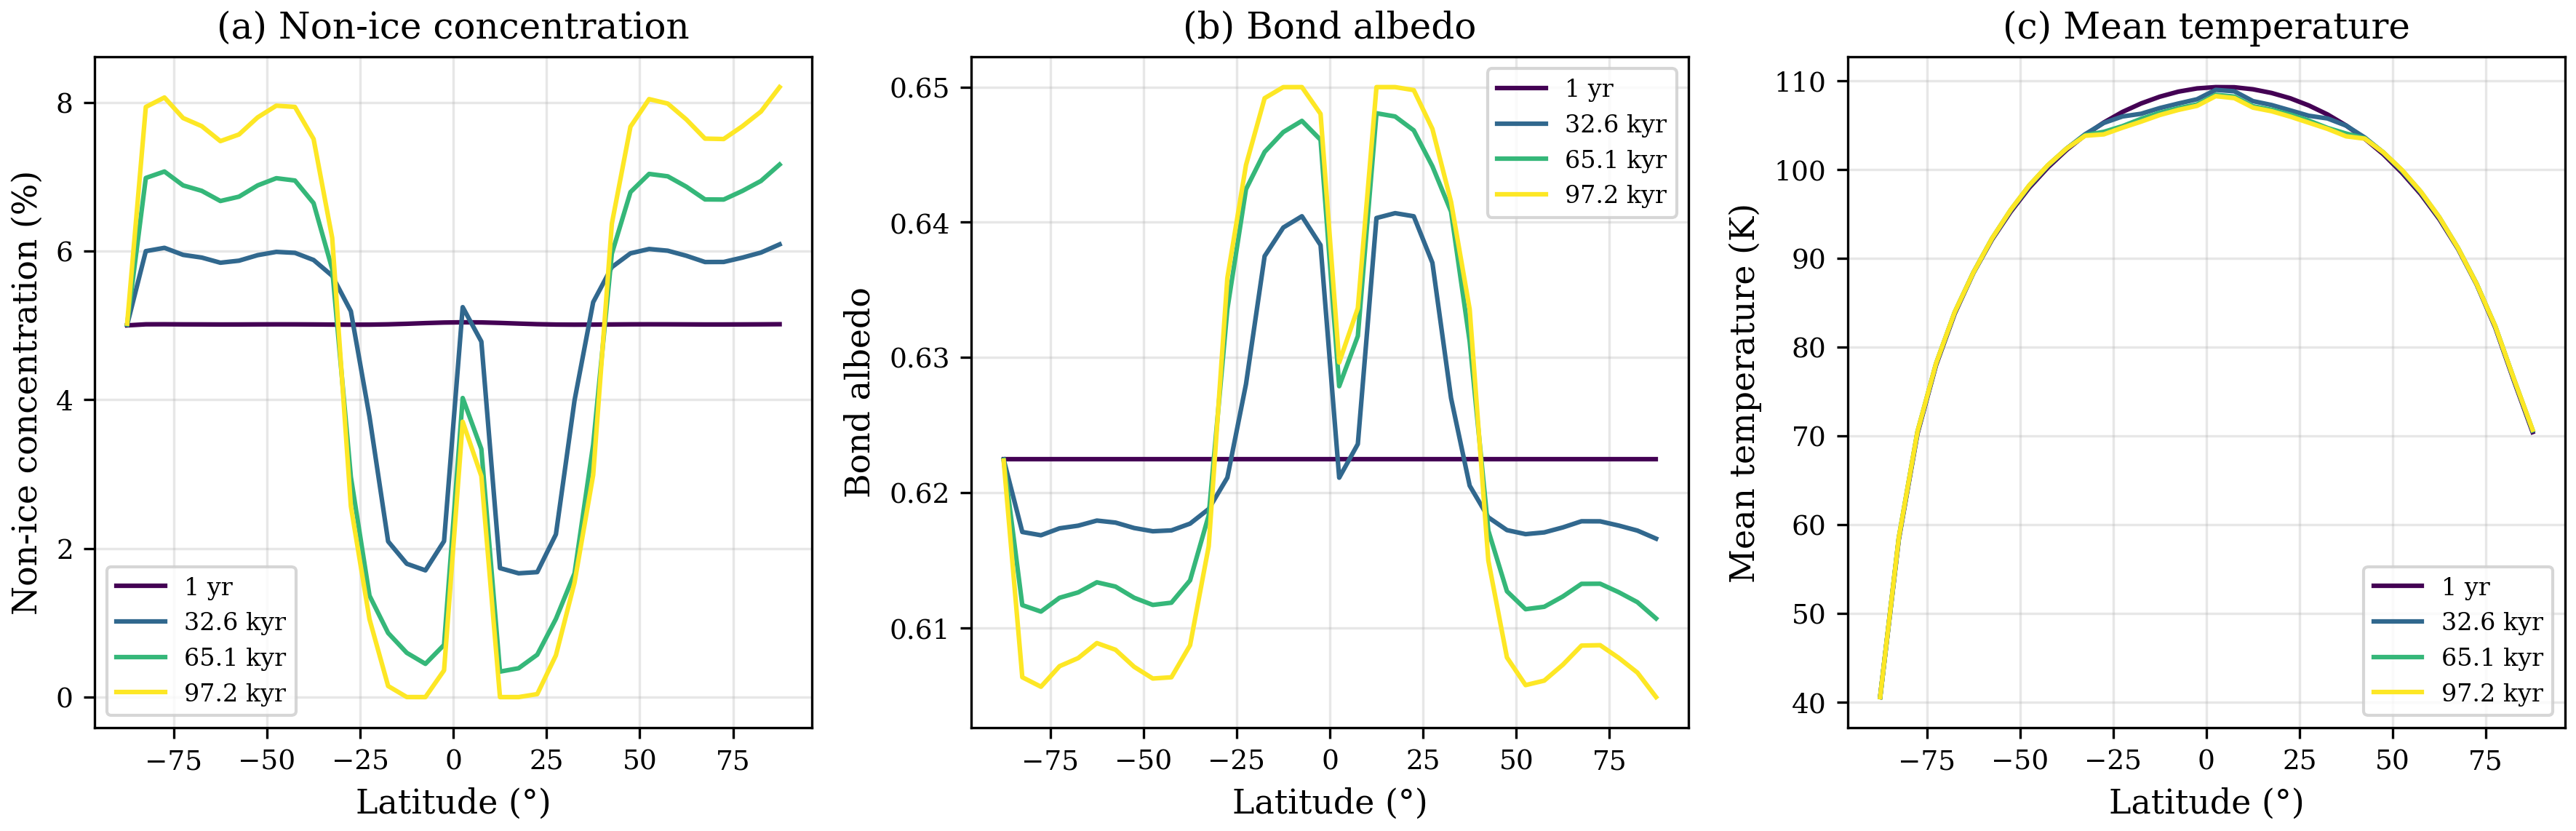 (a) Non-ice concentration
Non-ice concentration (%)
8
6
4
2
0
1 yr
32.6 kyr
65.1 kyr
97.2 kyr
−75 −50 −25 0 25 50 75
Latitude (°)
(b) Bond albedo
Bond albedo
0.65
0.64
0.63
0.62
0.61
1 yr
32.6 kyr
65.1 kyr
97.2 kyr
−75 −50 −25 0 25 50 75
Latitude (°)
(c) Mean temperature
Mean temperature (K)
110
100
90
80
70
60
50
40
1 yr
32.6 kyr
65.1 kyr
97.2 kyr
−75 −50 −25 0 25 50 75
Latitude (°)